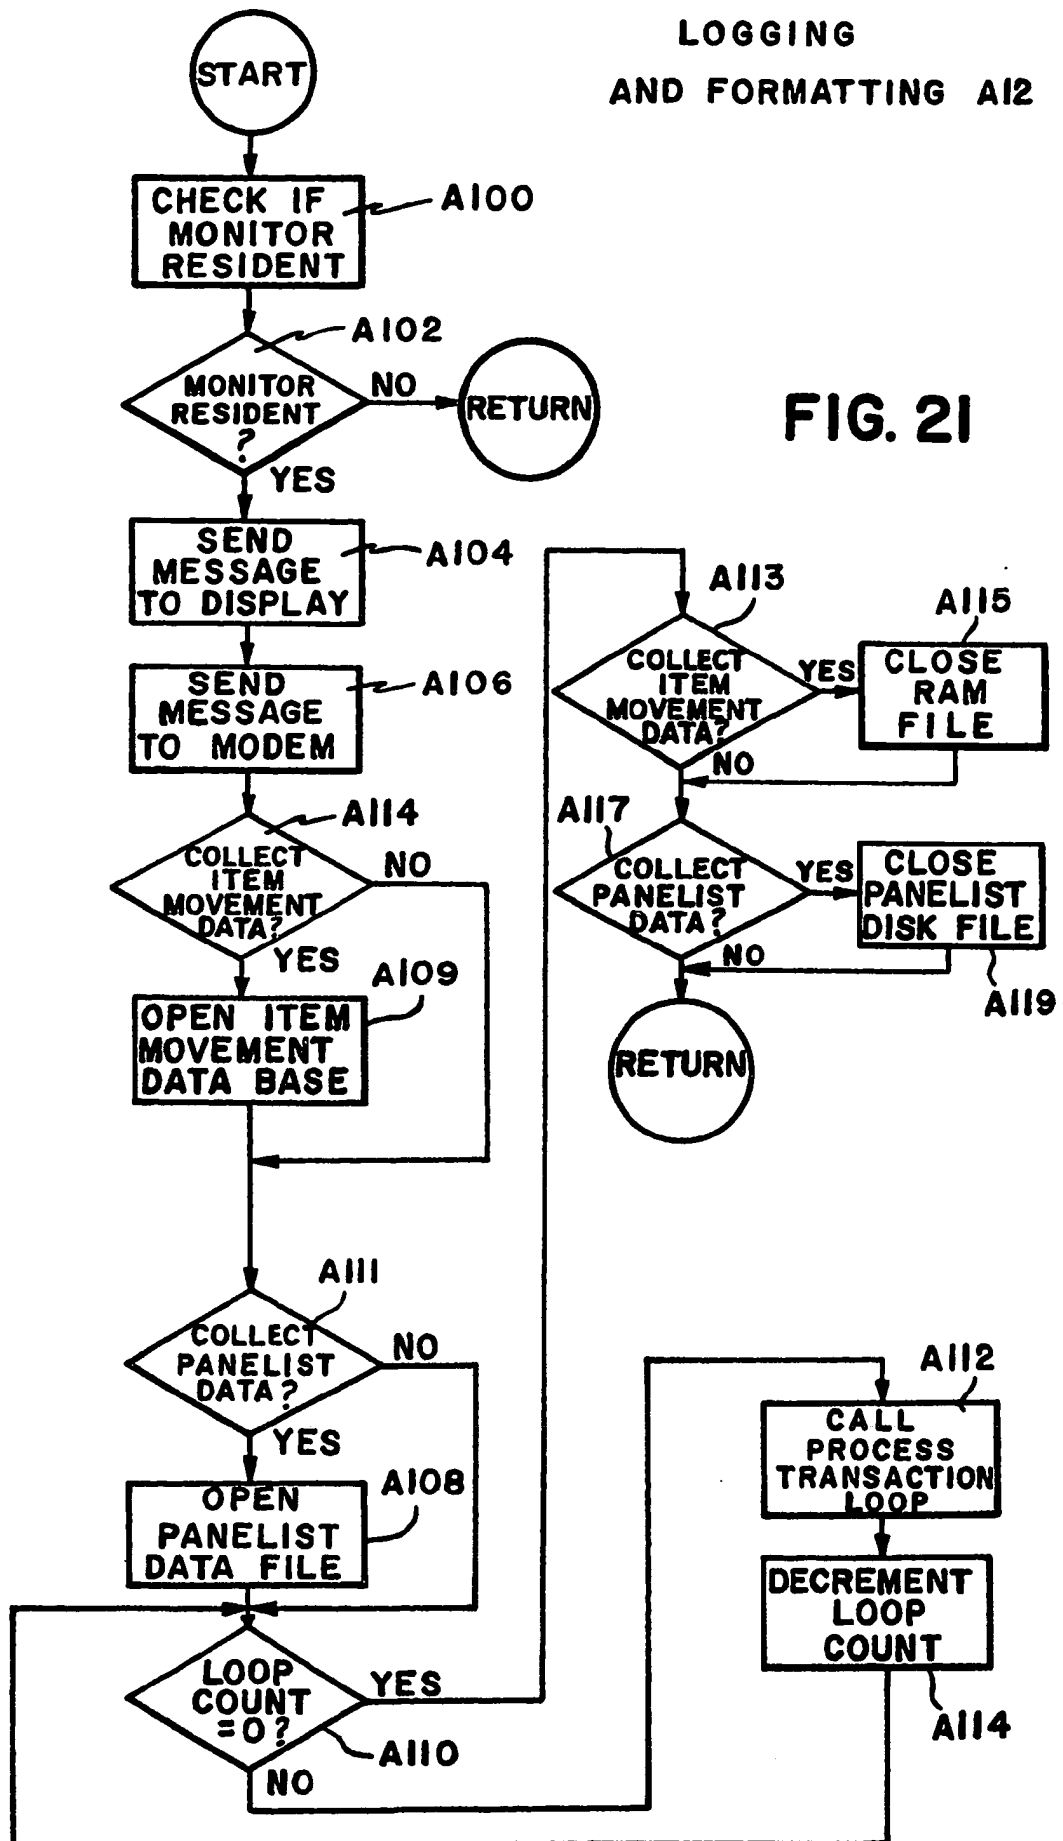 LOGGING
AND FORMATTING A12
START
CHECK IF
MONITOR
RESIDENT
A100
A102
MONITOR
RESIDENT
?
NO
RETURN
YES
FIG. 21
SEND
MESSAGE
TO DISPLAY
A104
SEND
MESSAGE
TO MODEM
A106
A114
COLLECT
ITEM
MOVEMENT
DATA?
NO
YES
A109
OPEN ITEM
MOVEMENT
DATA BASE
A111
COLLECT
PANELIST
DATA?
NO
YES
A108
OPEN
PANELIST
DATA FILE
LOOP
COUNT
=0?
YES
A110
NO
A113
COLLECT
ITEM
MOVEMENT
DATA?
YES
A115
CLOSE
RAM
FILE
NO
A117
COLLECT
PANELIST
DATA?
YES
CLOSE
PANELIST
DISK FILE
A119
NO
RETURN
A112
CALL
PROCESS
TRANSACTION
LOOP
DECREMENT
LOOP
COUNT
A114